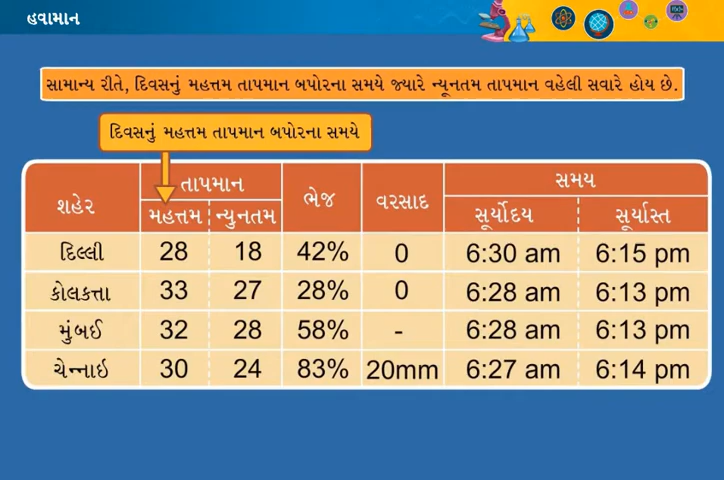 હવામાન
સામાન્ય રીતે, દિવસનું મહત્તમ તાપમાન બપોરના સમયે જ્યારે ન્યૂનતમ તાપમાન વહેલી સવારે હોય છે.
દિવસનું મહત્તમ તાપમાન બપોરના સમયે
શહેર તાપમાન ભેજ વરસાદ સમય
મહત્તમ ન્યુનતમ સૂર્યોદય સૂર્યાસ્ત
દિલ્લી 28 18 42% 0 6:30 am 6:15 pm
કોલકત્તા 33 27 28% 0 6:28 am 6:13 pm
મુંબઈ 32 28 58% - 6:28 am 6:13 pm
ચેન્નાઇ 30 24 83% 20mm 6:27 am 6:14 pm